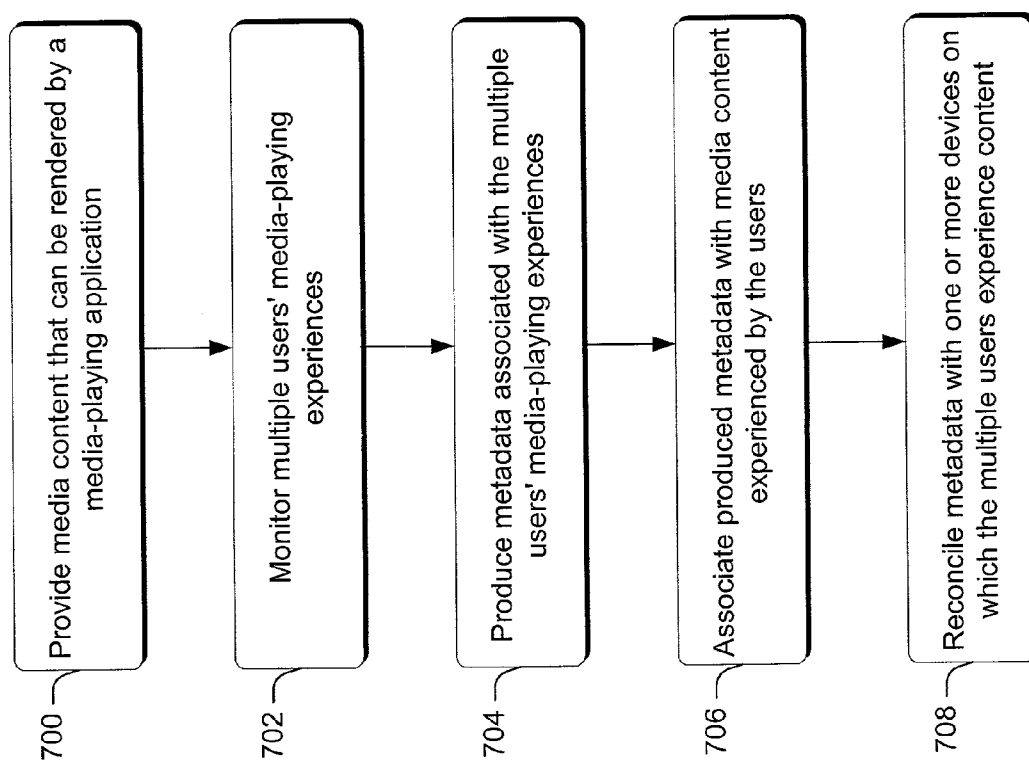 700
Provide media content that can be rendered by a
media-playing application
702
Monitor multiple users' media-playing
experiences
704
Produce metadata associated with the multiple
users' media-playing experiences
706
Associate produced metadata with media content
experienced by the users
708
Reconcile metadata with one or more devices on
which the multiple users experience content